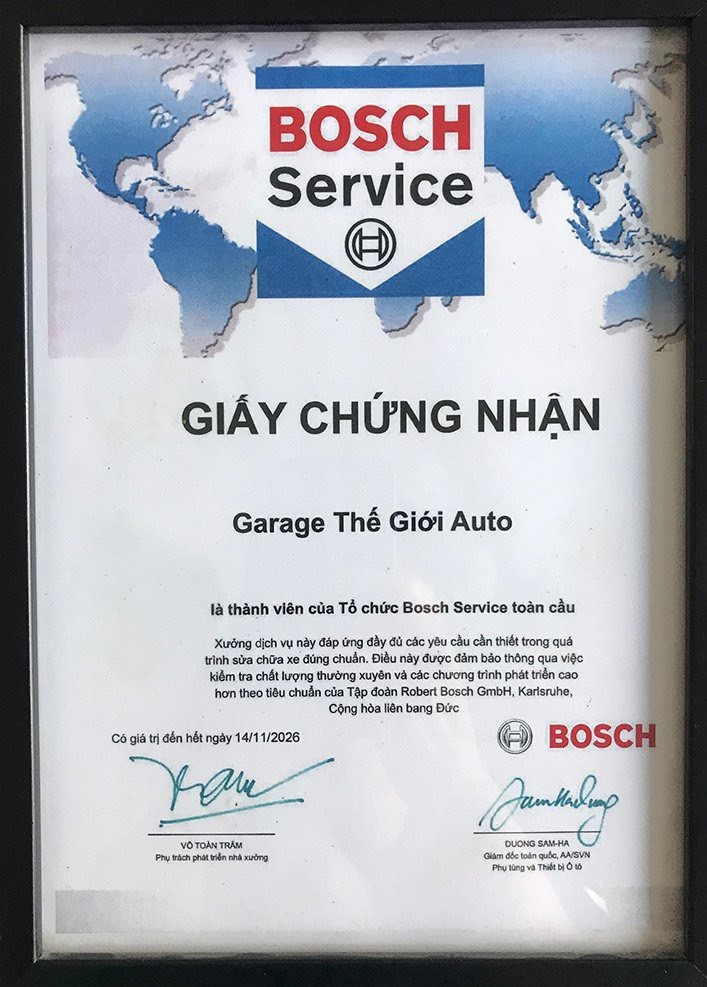 BOSCH
Service
GIẤY CHỨNG NHẬN
Garage Thế Giới Auto
là thành viên của Tổ chức Bosch Service toàn cầu
Xưởng dịch vụ này đáp ứng đầy đủ các yêu cầu cần thiết trong quá
trình sửa chữa xe đúng chuẩn. Điều này được đảm bảo thông qua việc
kiểm tra chất lượng thường xuyên và các chương trình phát triển cao
hơn theo tiêu chuẩn của Tập đoàn Robert Bosch GmbH, Karlsruhe,
Cộng hòa liên bang Đức
Có giá trị đến hết ngày 14/11/2026
BOSCH
VÕ TOÀN TRÂM
Phụ trách phát triển nhà xưởng
DUONG SAM-HA
Giám đốc toàn quốc, AA/SVN
Phụ tùng và Thiết bị Ô tô